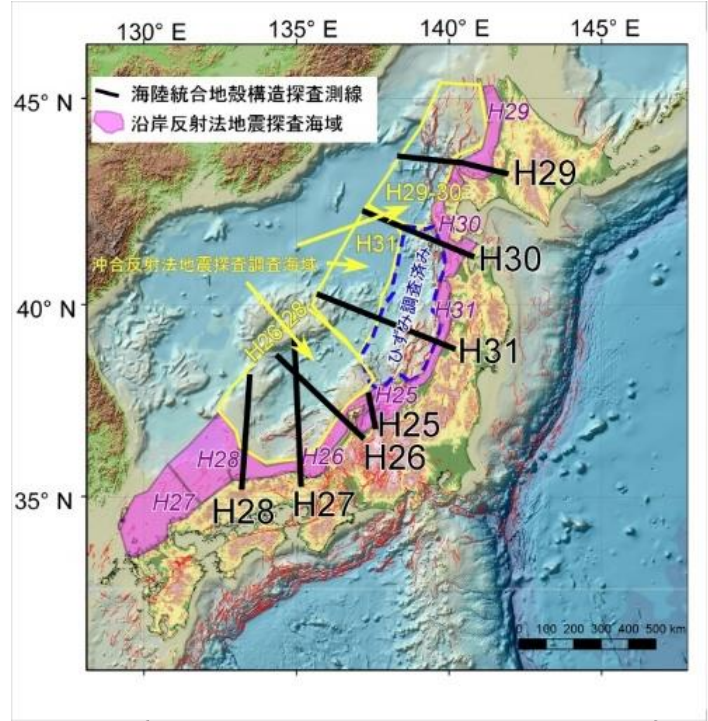 130° E
135° E
140° E
145° E
45° N
40° N
35° N
海陸統合地殻構造探査測線
沿岸反射法地震探査海域
H29
H29
H29-30
H30
H30
H31
沖合反射法地震探査調査海域
ひずみ調査済み
H31
H31
H26-28
H25
H25
H26
H26
H28
H27
H27
H28
0 100 200 300 400 500 km